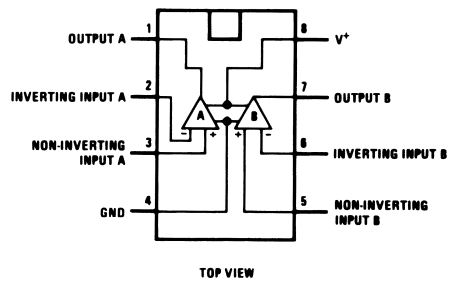 1
OUTPUT A
8
V+
2
INVERTING INPUT A
7
OUTPUT B
A
B
- +
+ -
3
NON-INVERTING
INPUT A
6
INVERTING INPUT B
4
GND
5
NON-INVERTING
INPUT B
TOP VIEW